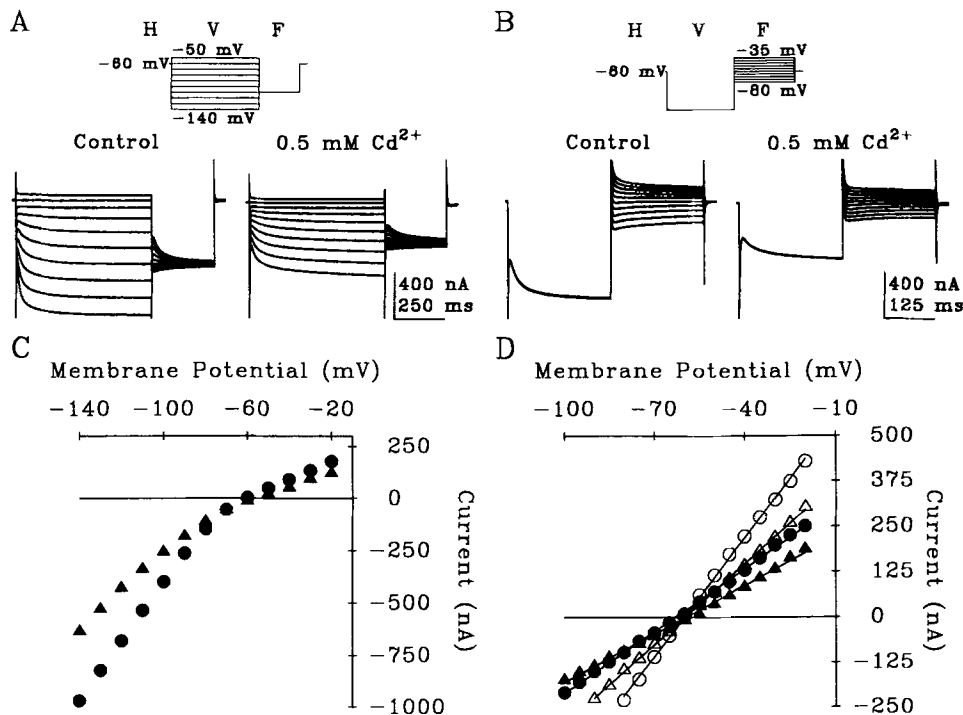 A
H V F
-50 mV
-60 mV
-140 mV
Control
0.5 mM Cd2+
400 nA
250 ms
B
H V F
-35 mV
-60 mV
-80 mV
Control
0.5 mM Cd2+
400 nA
125 ms
C
Membrane Potential (mV)
-140 -100 -60 -20
250
0
-250
-500
-750
-1000
Current (nA)
D
Membrane Potential (mV)
-100 -70 -40 -10
500
375
250
125
0
-125
-250
Current (nA)